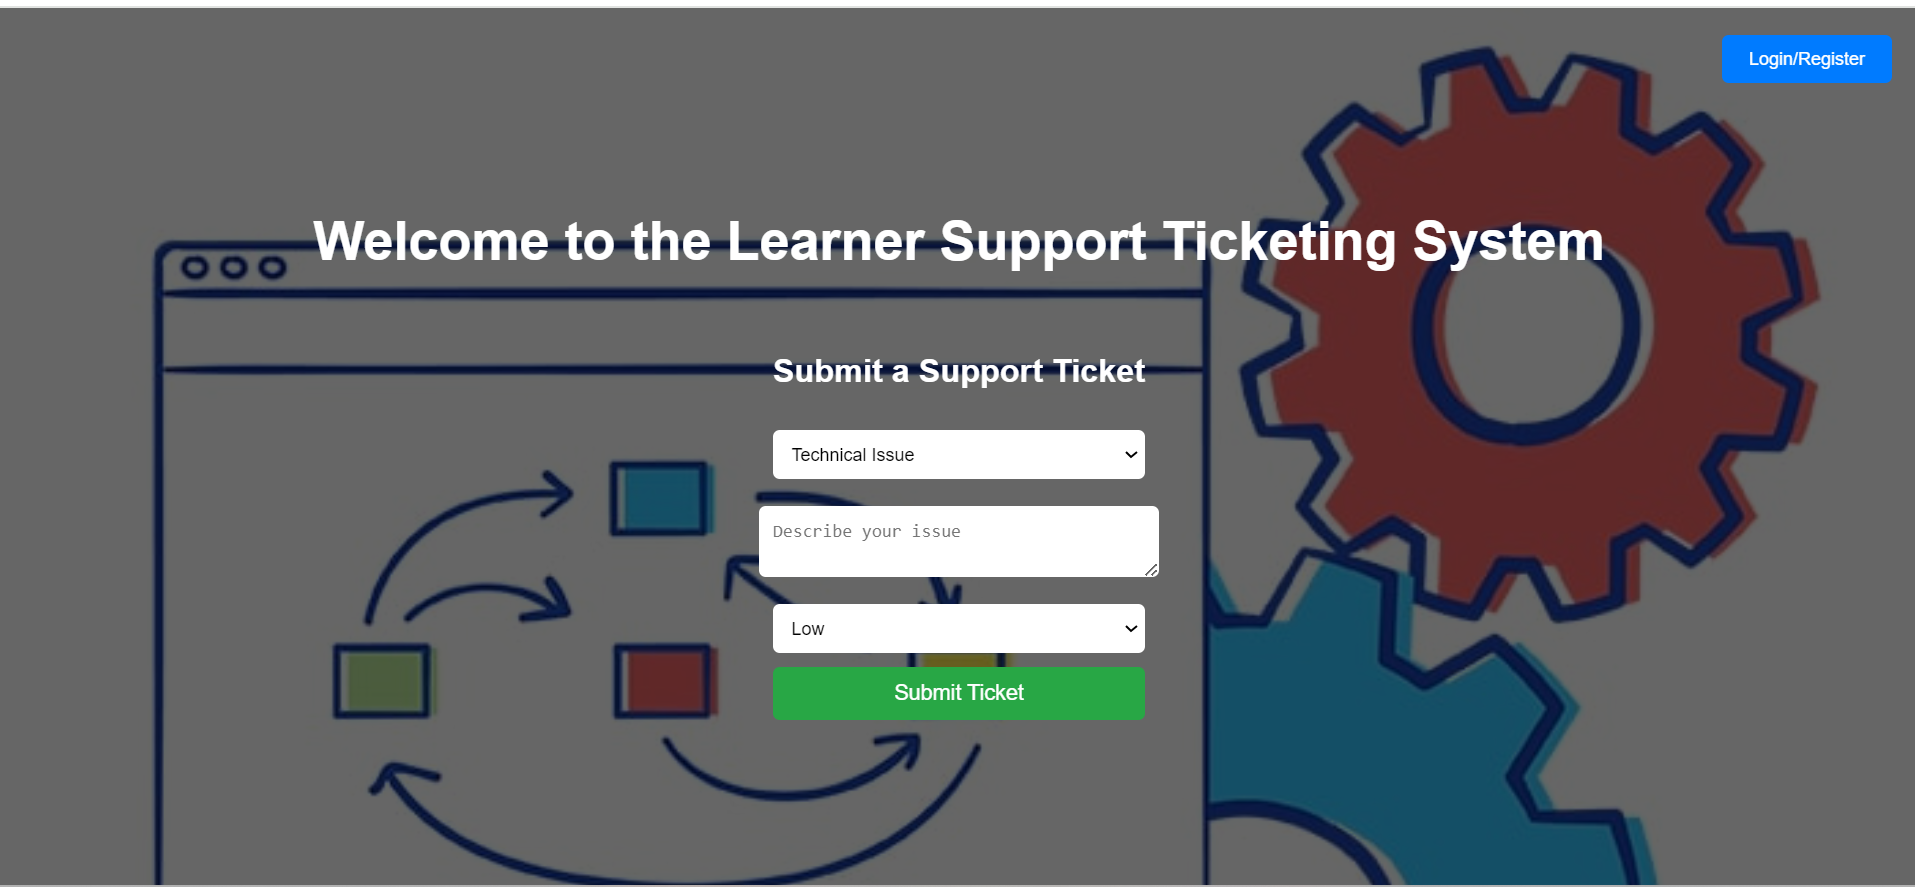 Login/Register
Welcome to the Learner Support Ticketing System
Submit a Support Ticket
Technical Issue
Describe your issue
Low
Submit Ticket